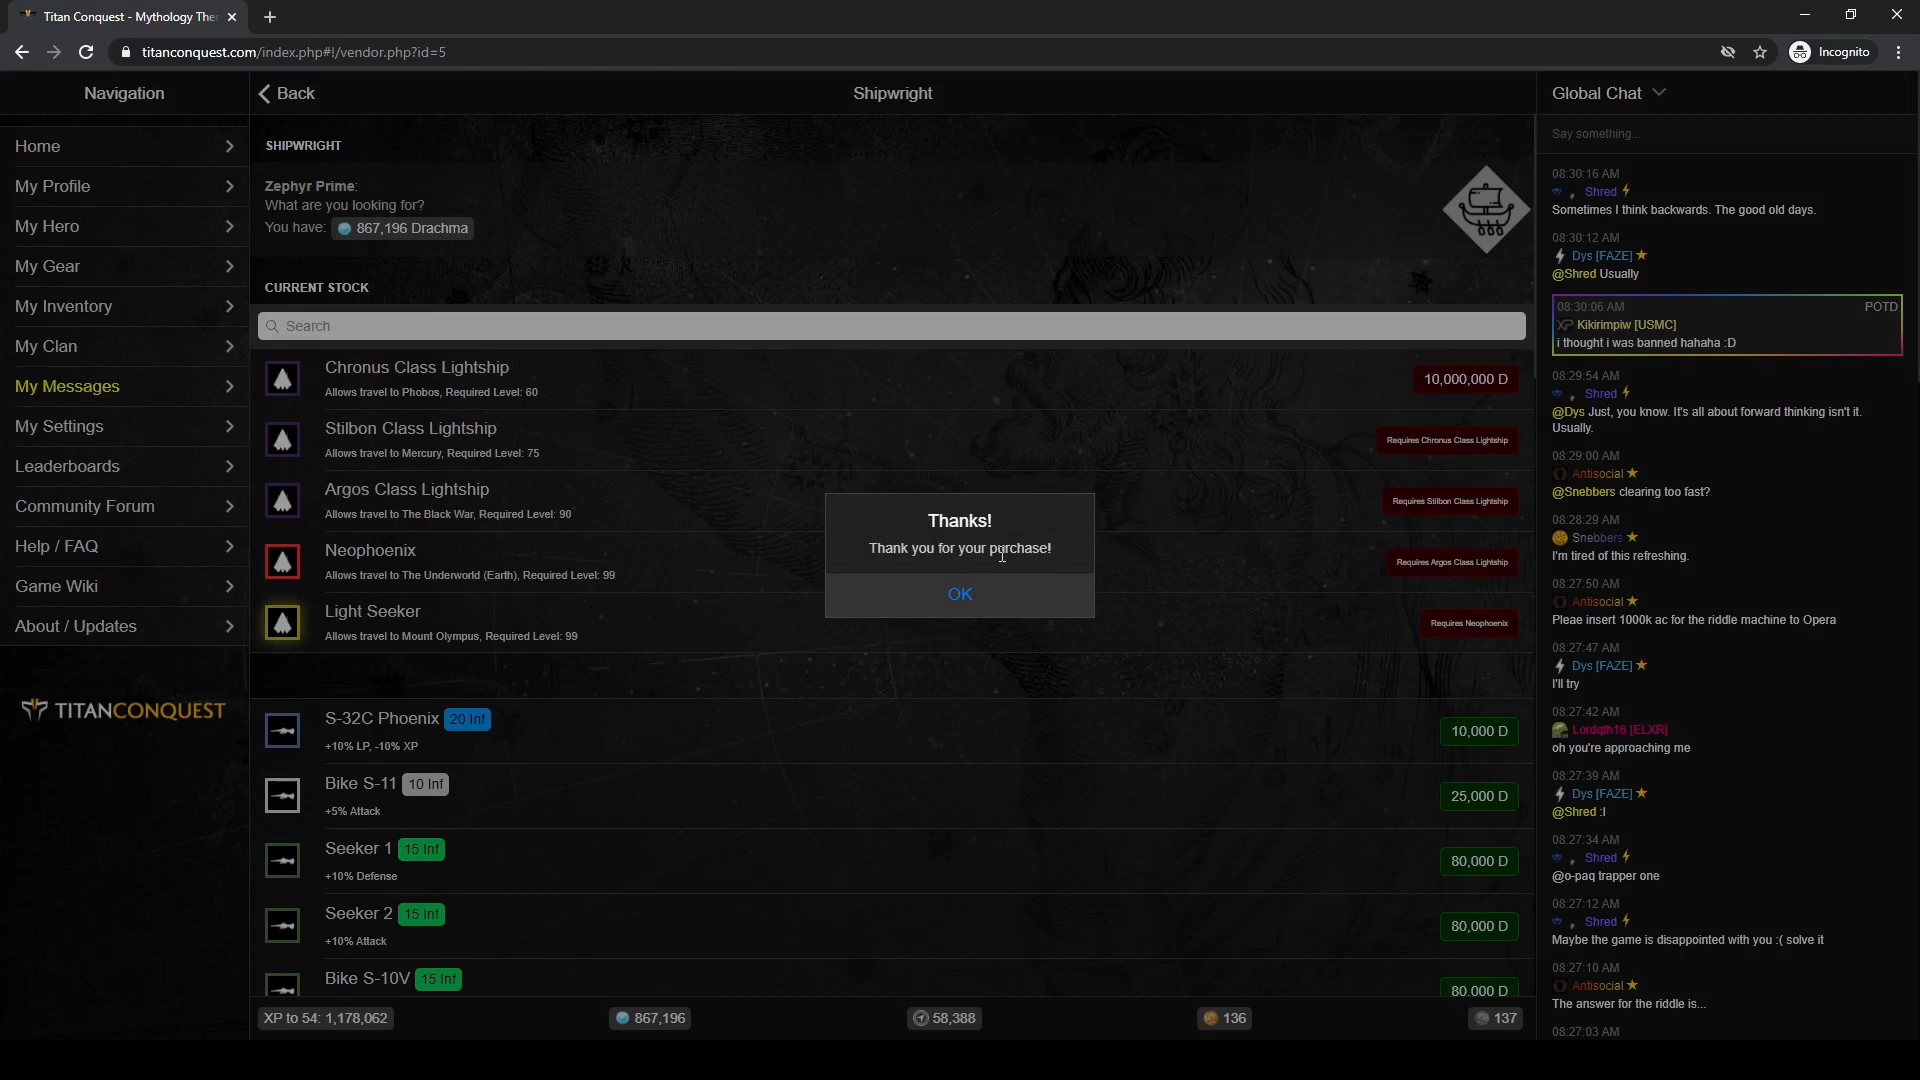 Titan Conquest - Mythology The
titanconquest.com/index.php#!/vendor.php?id=5
Incognito
Navigation
Back
Shipwright
Global Chat
Home
My Profile
My Hero
My Gear
My Inventory
My Clan
My Messages
My Settings
Leaderboards
Community Forum
Help / FAQ
Game Wiki
About / Updates
TITANCONQUEST
SHIPWRIGHT
Zephyr Prime:
What are you looking for?
You have: 867,196 Drachma
CURRENT STOCK
Search
Chronus Class Lightship
Allows travel to Phobos, Required Level: 60
10,000,000 D
Stilbon Class Lightship
Allows travel to Mercury, Required Level: 75
Requires Chronus Class Lightship
Argos Class Lightship
Allows travel to The Black War, Required Level: 90
Requires Stilbon Class Lightship
Neophoenix
Allows travel to The Underworld (Earth), Required Level: 99
Requires Argos Class Lightship
Light Seeker
Allows travel to Mount Olympus, Required Level: 99
Requires Neophoenix
Thanks!
Thank you for your purchase!
OK
S-32C Phoenix 20 Inf
+10% LP, -10% XP
10,000 D
Bike S-11 10 Inf
+5% Attack
25,000 D
Seeker 1 15 Inf
+10% Defense
80,000 D
Seeker 2 15 Inf
+10% Attack
80,000 D
Bike S-10V 15 Inf
80,000 D
XP to 54: 1,178,062
867,196
58,388
136
137
Say something...
08:30:16 AM
Shred
Sometimes I think backwards. The good old days.
08:30:12 AM
Dys [FAZE]
@Shred Usually
08:30:06 AM POTD
XP Kikirimpiw [USMC]
i thought i was banned hahaha :D
08:29:54 AM
Shred
@Dys Just, you know. It's all about forward thinking isn't it.
Usually.
08:29:00 AM
Antisocial
@Snebbers clearing too fast?
08:28:29 AM
Snebbers
I'm tired of this refreshing.
08:27:50 AM
Antisocial
Pleae insert 1000k ac for the riddle machine to Opera
08:27:47 AM
Dys [FAZE]
I'll try
08:27:42 AM
Lordqth16 [ELXR]
oh you're approaching me
08:27:39 AM
Dys [FAZE]
@Shred :I
08:27:34 AM
Shred
@o-paq trapper one
08:27:12 AM
Shred
Maybe the game is disappointed with you :( solve it
08:27:10 AM
Antisocial
The answer for the riddle is...
08:27:03 AM